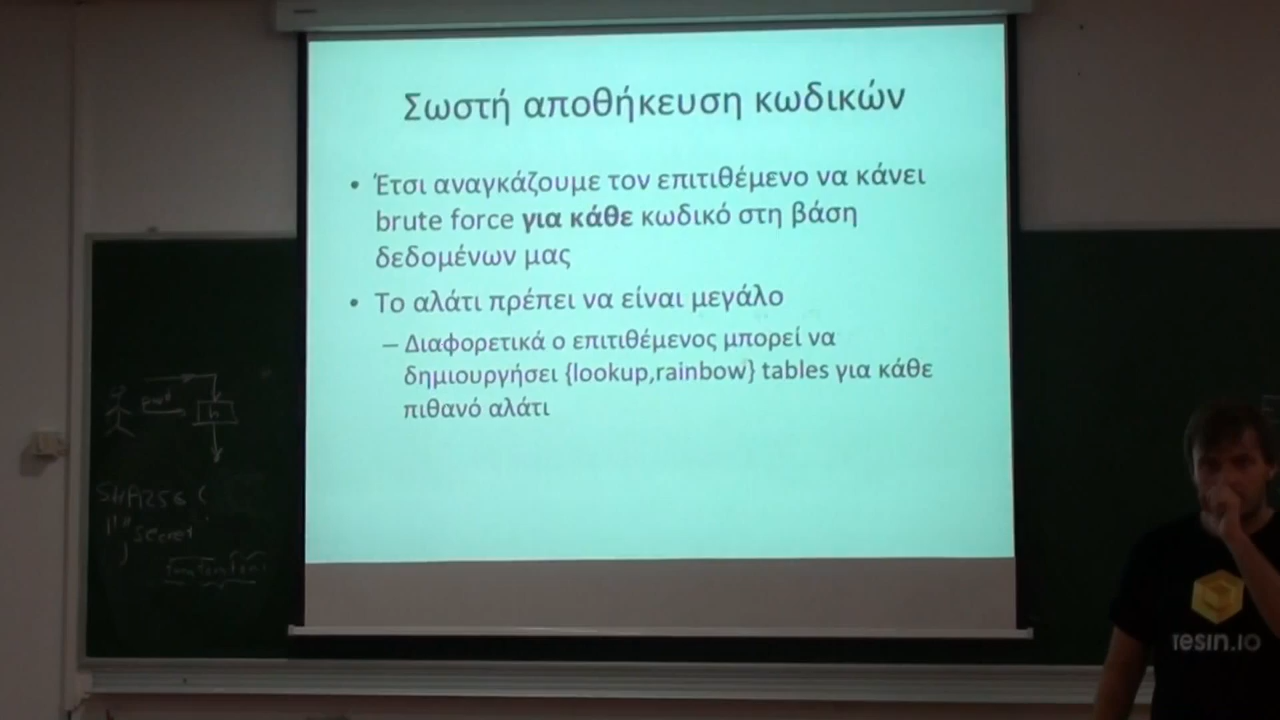 Σωστή αποθήκευση κωδικών
• Έτσι αναγκάζουμε τον επιτιθέμενο να κάνει
brute force για κάθε κωδικό στη βάση
δεδομένων μας
• Το αλάτι πρέπει να είναι μεγάλο
– Διαφορετικά ο επιτιθέμενος μπορεί να
δημιουργήσει {lookup,rainbow} tables για κάθε
πιθανό αλάτι
h
SHA256 (
secret
)
resin.io